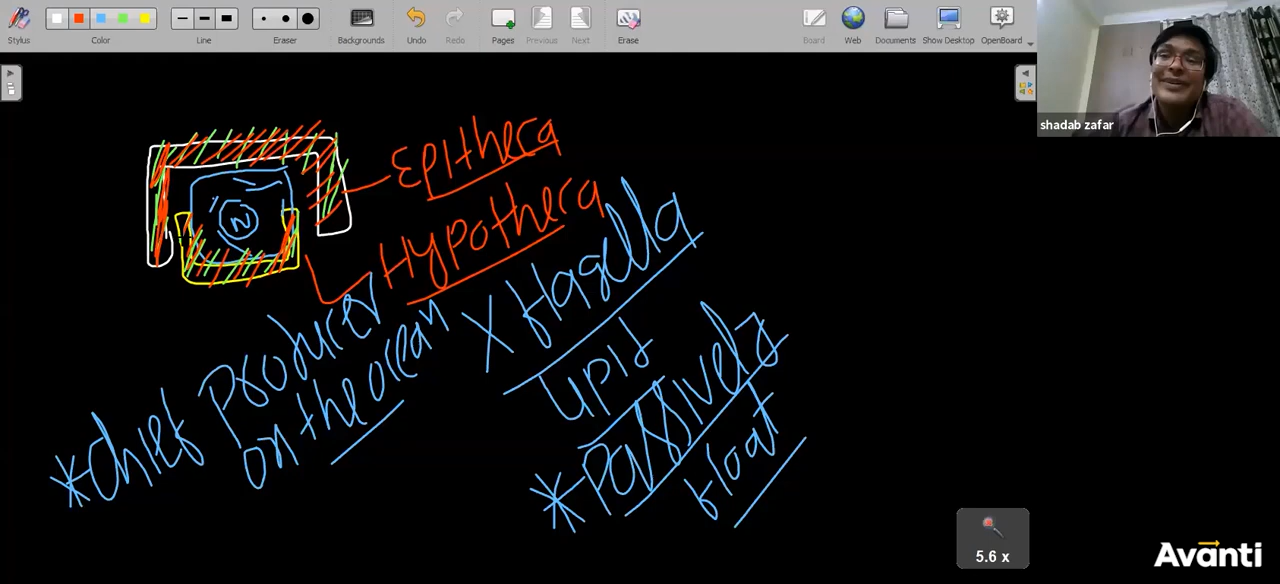 Stylus
Color
Line
Eraser
Backgrounds
Undo
Redo
Pages
Previous
Next
Erase
Board
Web
Documents
Show Desktop
OpenBoard
shadab zafar
Epithera
Hypothera
N
X flagella
lipid
*Passively
float
*Chief Producer
on the ocean
5.6 x
Avanti